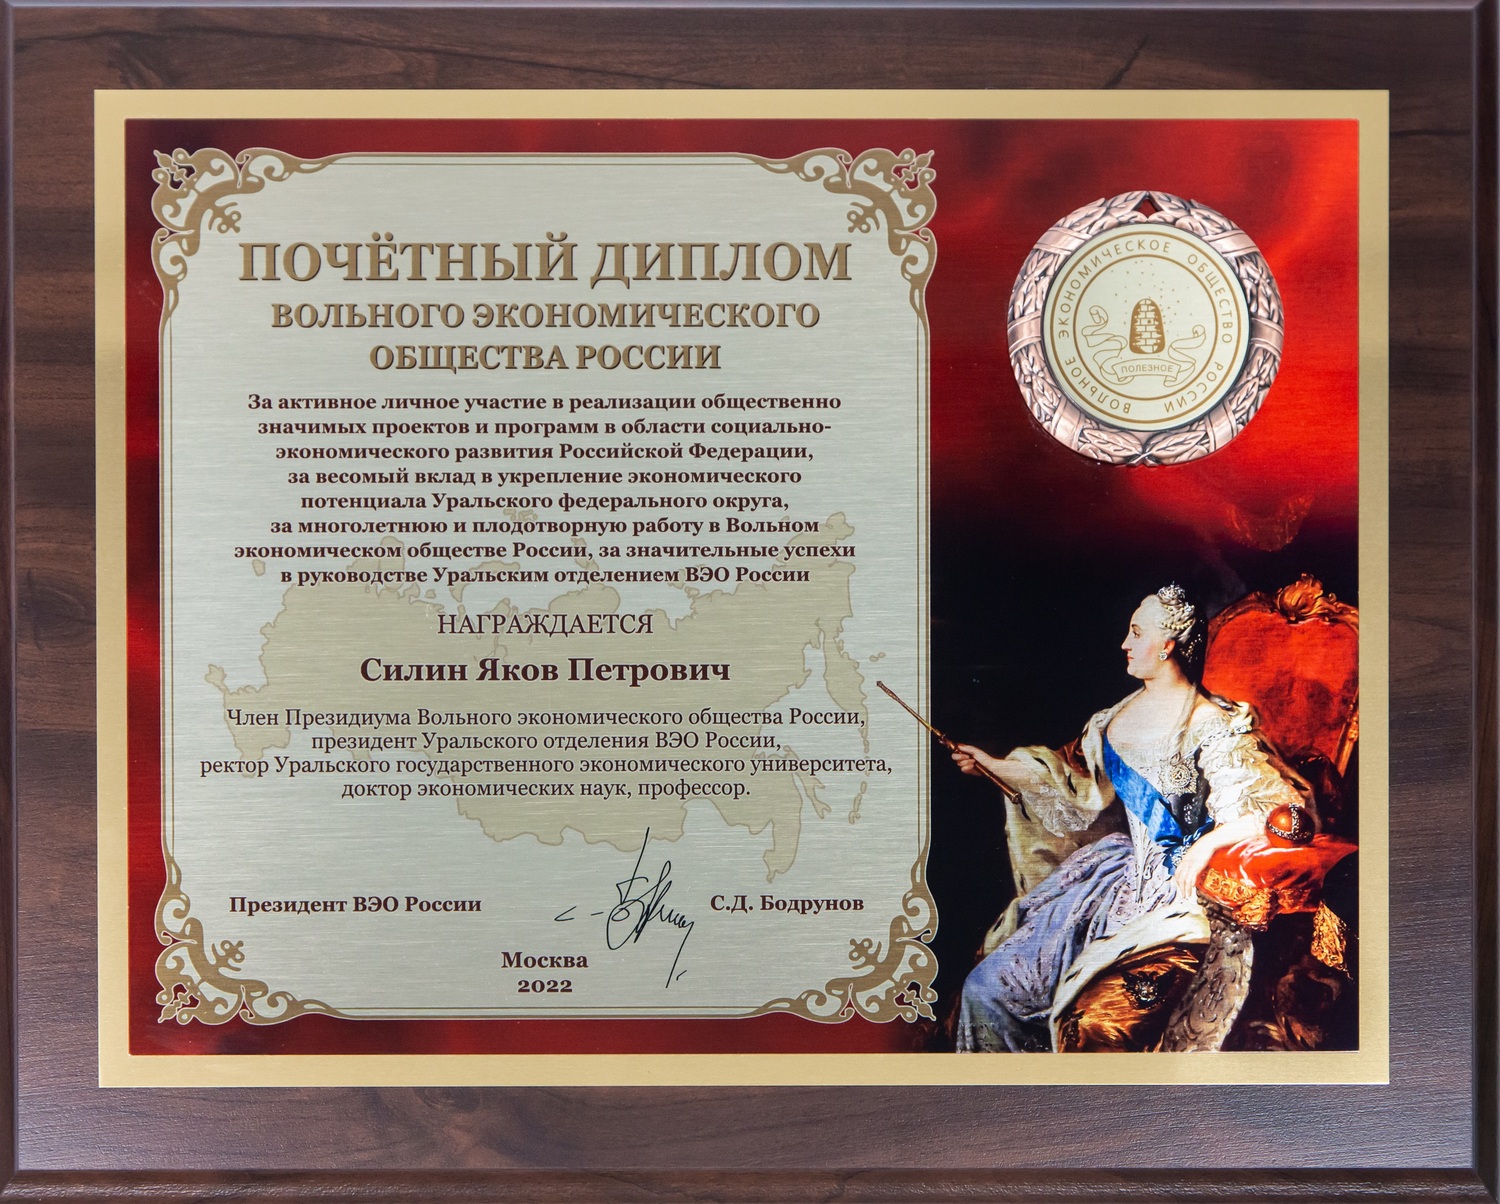 ПОЧЁТНЫЙ ДИПЛОМ
ВОЛЬНОГО ЭКОНОМИЧЕСКОГО
ОБЩЕСТВА РОССИИ
За активное личное участие в реализации общественно
значимых проектов и программ в области социально-
экономического развития Российской Федерации,
за весомый вклад в укрепление экономического
потенциала Уральского федерального округа,
за многолетнюю и плодотворную работу в Вольном
экономическом обществе России, за значительные успехи
в руководстве Уральским отделением ВЭО России
НАГРАЖДАЕТСЯ
Силин Яков Петрович
Член Президиума Вольного экономического общества России,
президент Уральского отделения ВЭО России,
ректор Уральского государственного экономического университета,
доктор экономических наук, профессор.
Президент ВЭО России
С.Д. Бодрунов
Москва
2022
ВОЛЬНОЕ ЭКОНОМИЧЕСКОЕ ОБЩЕСТВО РОССИИ
ПОЛЕЗНОЕ